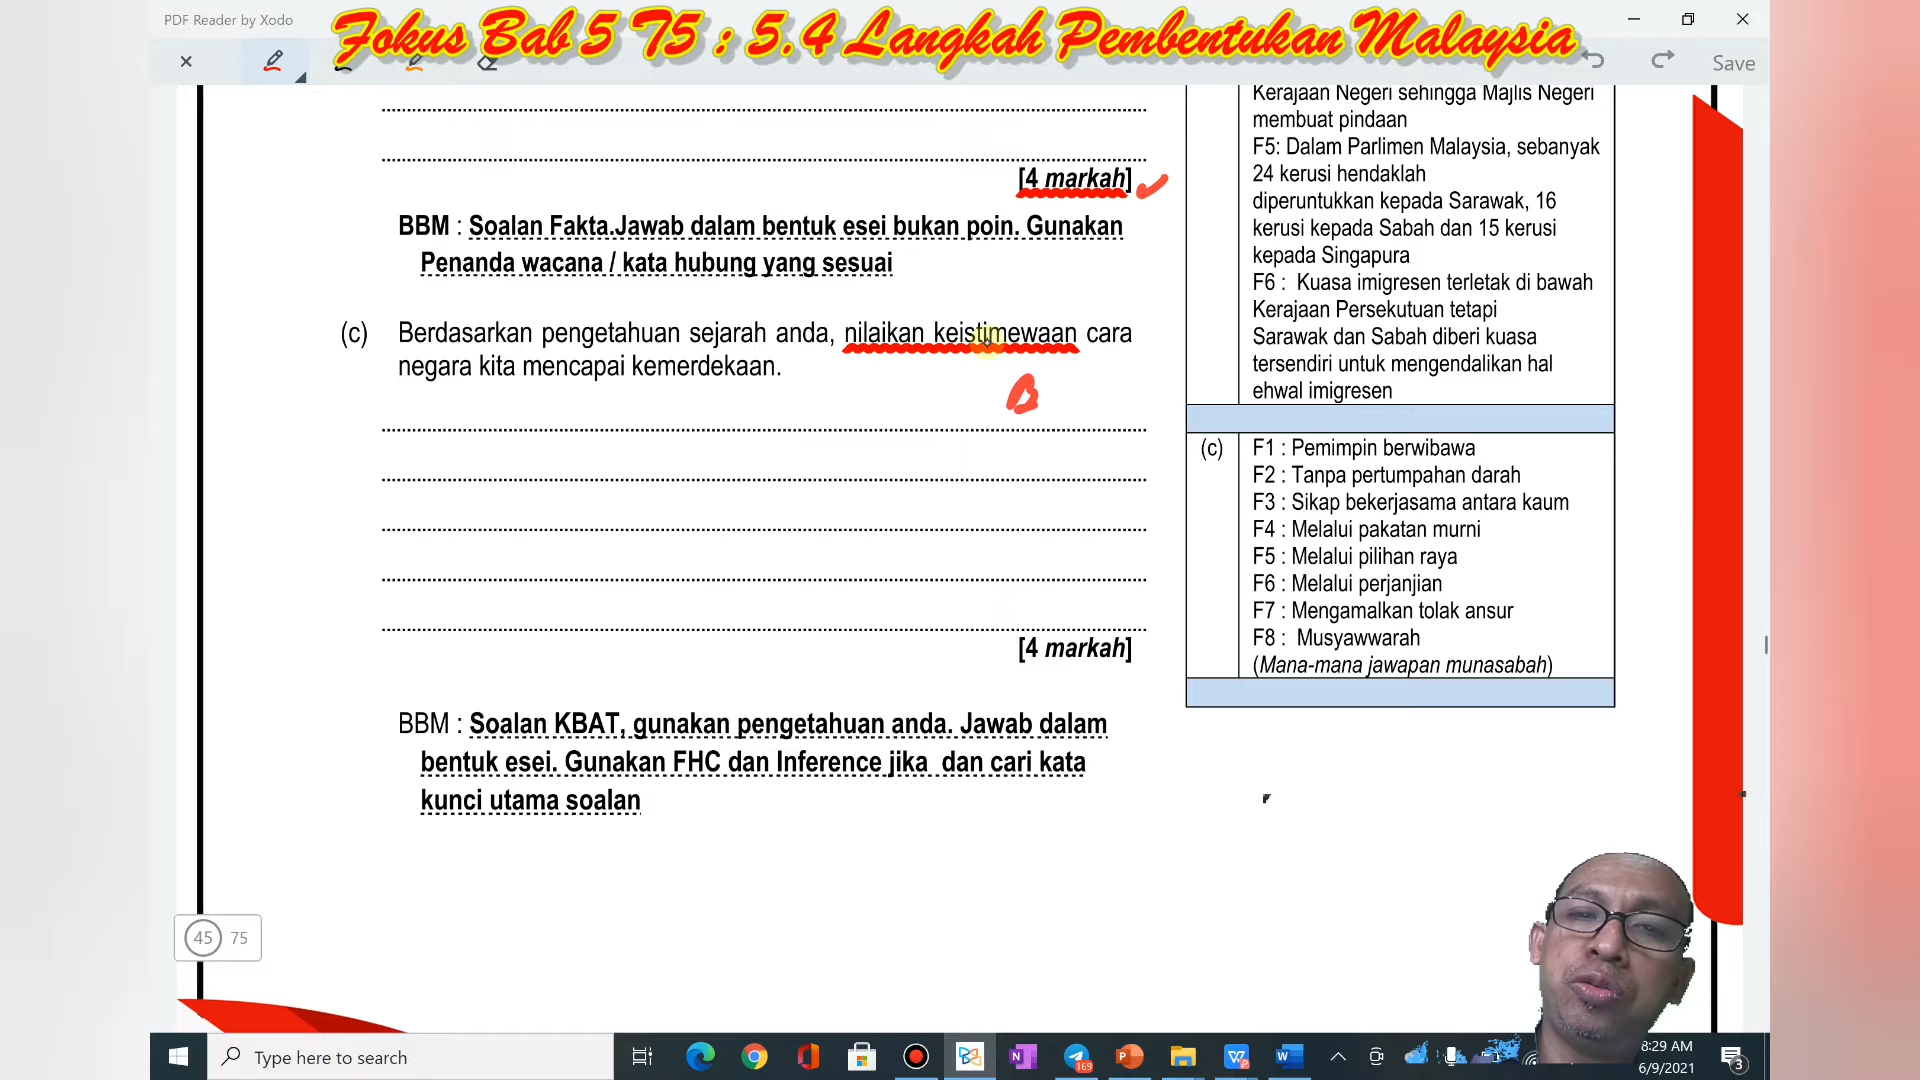 PDF Reader by Xodo
Fokus Bab 5 T5 : 5.4 Langkah Pembentukan Malaysia
Save
[4 markah]
BBM : Soalan Fakta.Jawab dalam bentuk esei bukan poin. Gunakan
Penanda wacana / kata hubung yang sesuai
(c) Berdasarkan pengetahuan sejarah anda, nilaikan keistimewaan cara
negara kita mencapai kemerdekaan.
[4 markah]
BBM : Soalan KBAT, gunakan pengetahuan anda. Jawab dalam
bentuk esei. Gunakan FHC dan Inference jika dan cari kata
kunci utama soalan
Kerajaan Negeri sehingga Majlis Negeri
membuat pindaan
F5: Dalam Parlimen Malaysia, sebanyak
24 kerusi hendaklah
diperuntukkan kepada Sarawak, 16
kerusi kepada Sabah dan 15 kerusi
kepada Singapura
F6 : Kuasa imigresen terletak di bawah
Kerajaan Persekutuan tetapi
Sarawak dan Sabah diberi kuasa
tersendiri untuk mengendalikan hal
ehwal imigresen
(c) F1 : Pemimpin berwibawa
F2 : Tanpa pertumpahan darah
F3 : Sikap bekerjasama antara kaum
F4 : Melalui pakatan murni
F5 : Melalui pilihan raya
F6 : Melalui perjanjian
F7 : Mengamalkan tolak ansur
F8 : Musyawwarah
(Mana-mana jawapan munasabah)
45 75
Type here to search
169
8:29 AM
6/9/2021
3